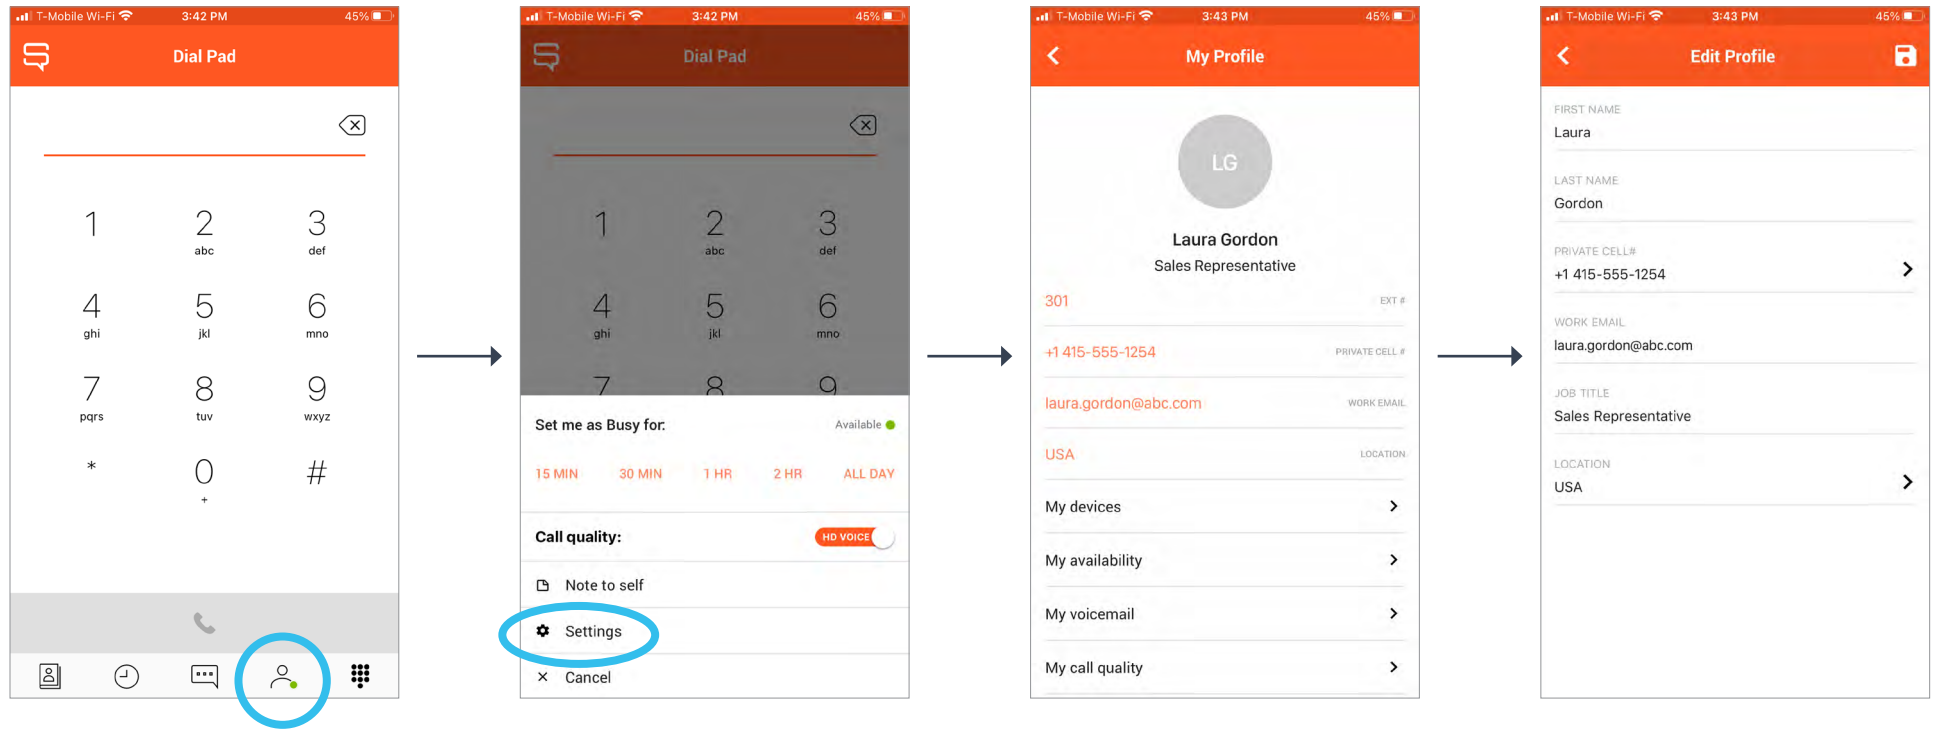 T-Mobile Wi-Fi 3:42 PM 45%
Dial Pad
1 2 3
abc def
4 5 6
ghi jkl mno
7 8 9
pqrs tuv wxyz
* 0 #
+
T-Mobile Wi-Fi 3:42 PM 45%
Dial Pad
1 2 3
abc def
4 5 6
ghi jkl mno
7 8 9
Set me as Busy for: Available
15 MIN 30 MIN 1 HR 2 HR ALL DAY
Call quality: HD VOICE
Note to self
Settings
Cancel
T-Mobile Wi-Fi 3:43 PM 45%
My Profile
LG
Laura Gordon
Sales Representative
301 EXT #
+1 415-555-1254 PRIVATE CELL #
laura.gordon@abc.com WORK EMAIL
USA LOCATION
My devices
My availability
My voicemail
My call quality
T-Mobile Wi-Fi 3:43 PM 45%
Edit Profile
FIRST NAME
Laura
LAST NAME
Gordon
PRIVATE CELL#
+1 415-555-1254
WORK EMAIL
laura.gordon@abc.com
JOB TITLE
Sales Representative
LOCATION
USA